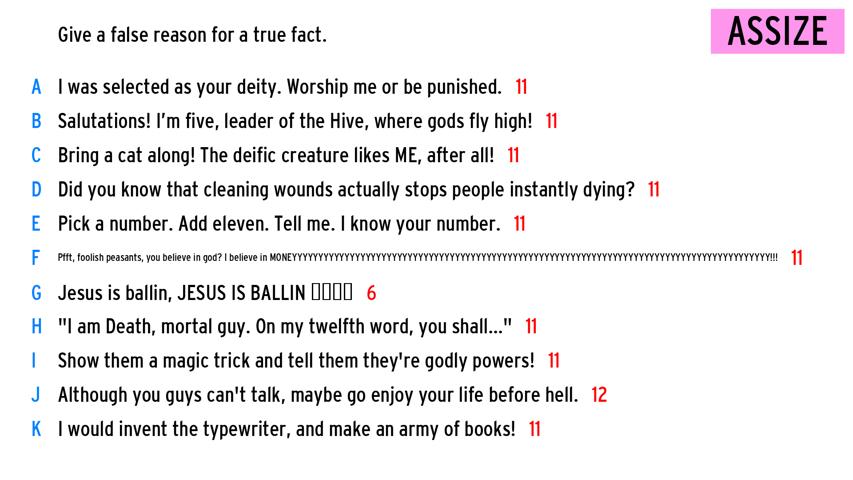 Give a false reason for a true fact.
ASSIZE
A I was selected as your deity. Worship me or be punished. 11
B Salutations! I'm five, leader of the Hive, where gods fly high! 11
C Bring a cat along! The deific creature likes ME, after all! 11
D Did you know that cleaning wounds actually stops people instantly dying? 11
E Pick a number. Add eleven. Tell me. I know your number. 11
F Pfft, foolish peasants, you believe in god? I believe in MONEYYYYYYYYYYYYYYYYYYYYYYYYYYYYYYYYYYYYYYYYYYYYYYYYYYYYYYYYYYYYYYYYYYYYYYYYYYYYYYYY!!! 11
G Jesus is ballin, JESUS IS BALLIN ▯▯▯▯ 6
H "I am Death, mortal guy. On my twelfth word, you shall..." 11
I Show them a magic trick and tell them they're godly powers! 11
J Although you guys can't talk, maybe go enjoy your life before hell. 12
K I would invent the typewriter, and make an army of books! 11